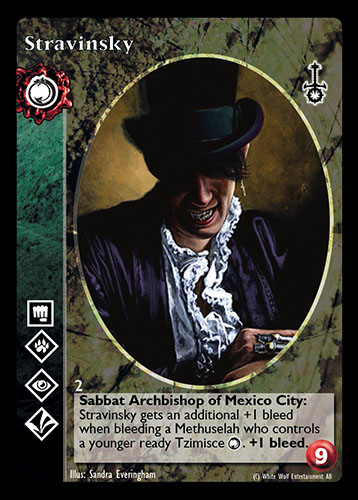 Stravinsky
2
Sabbat Archbishop of Mexico City:
Stravinsky gets an additional +1 bleed
when bleeding a Methuselah who controls
a younger ready Tzimisce . +1 bleed.
9
Illus: Sandra Everingham
(C) White Wolf Entertainment AB